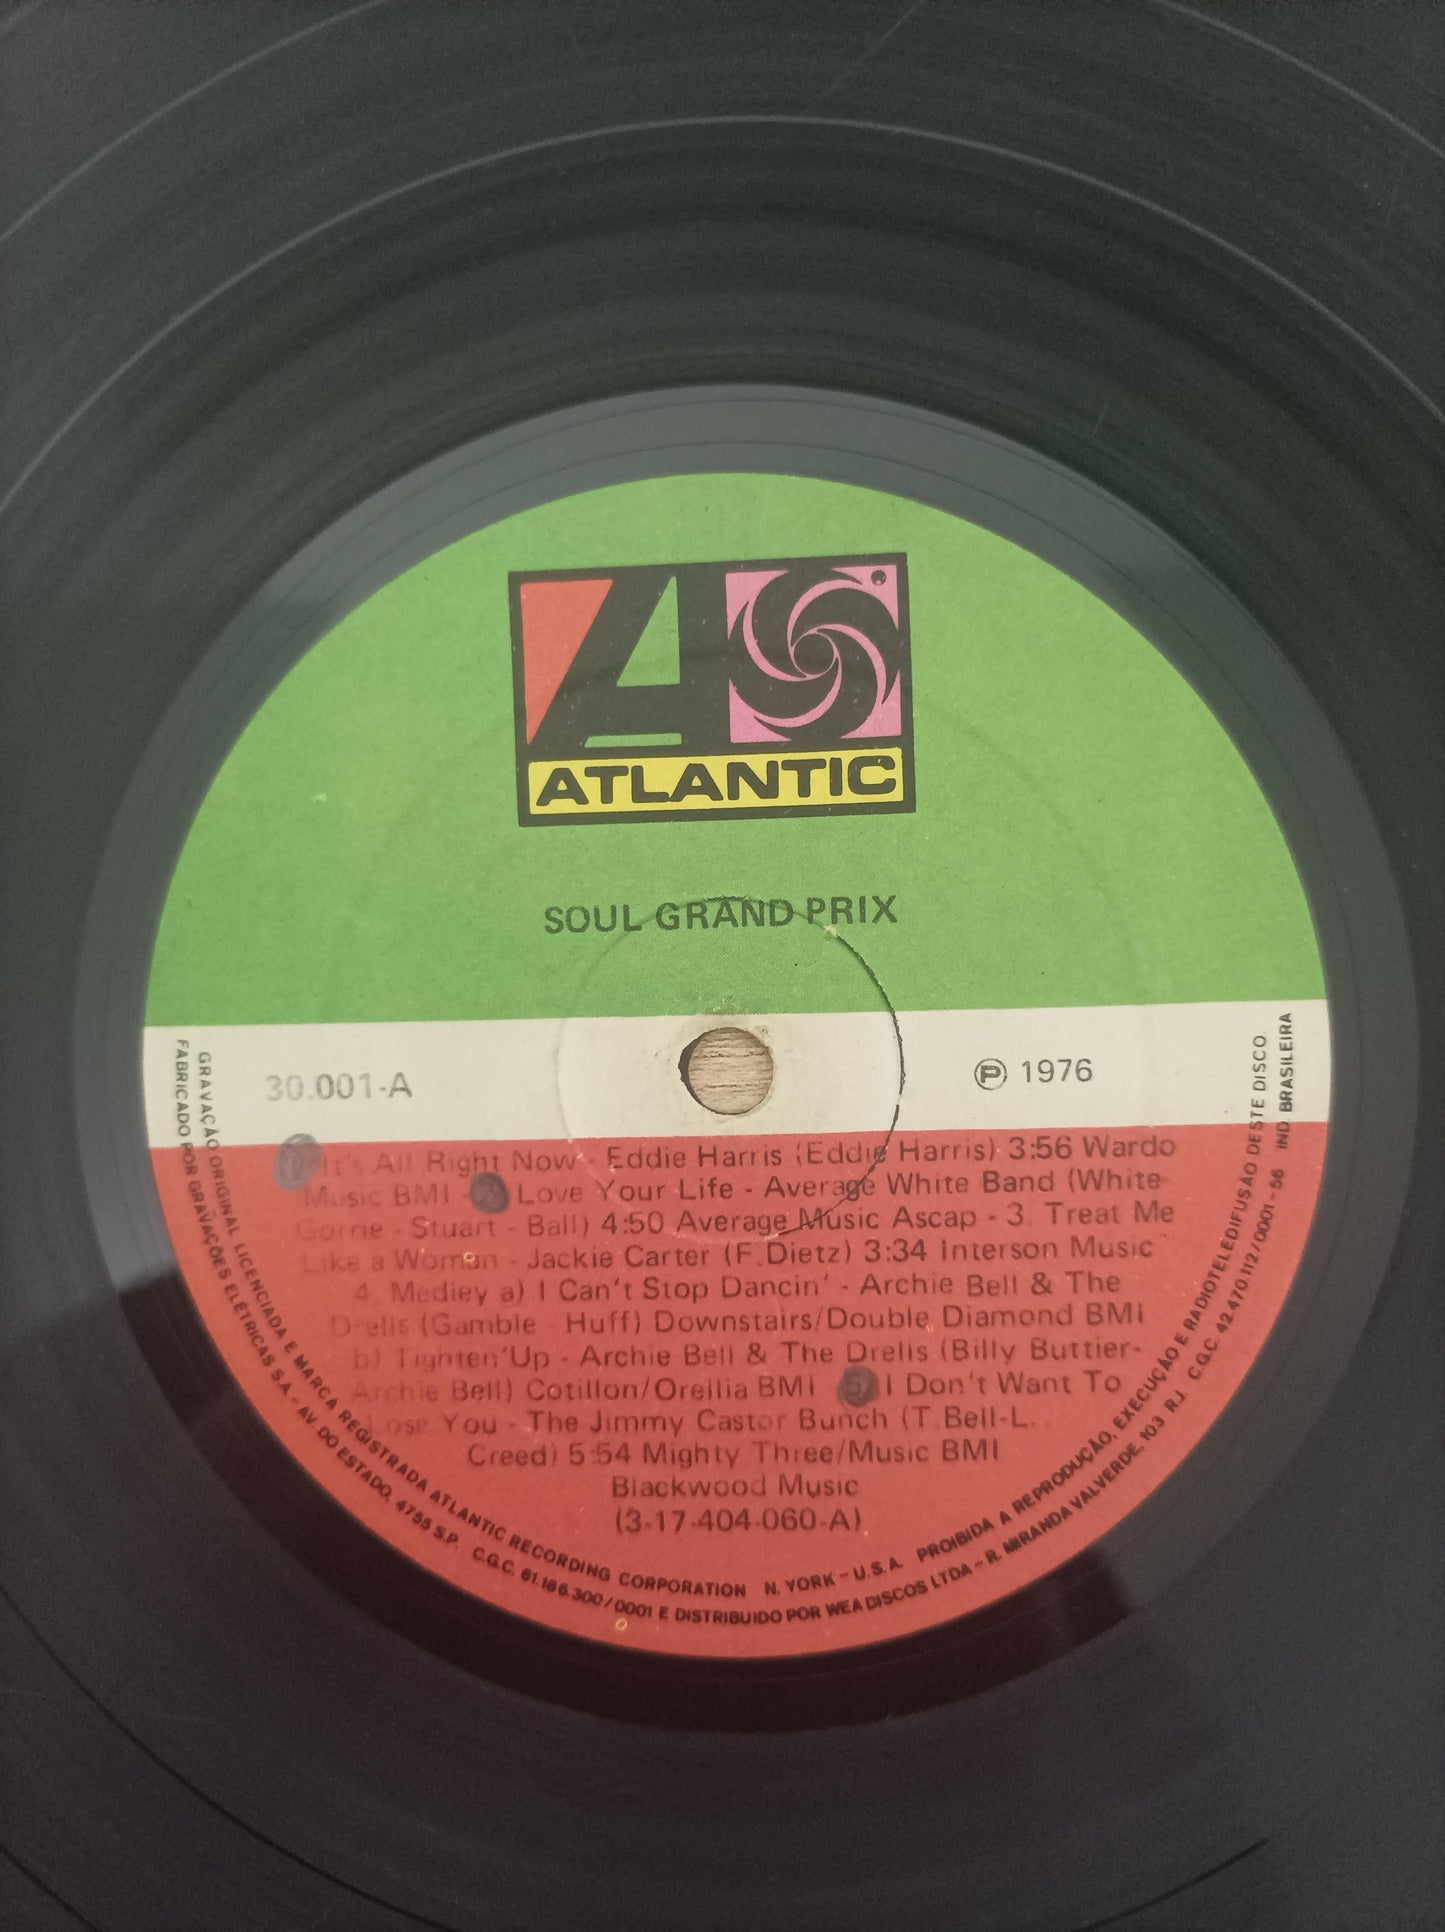 ATLANTIC
SOUL GRAND PRIX
30.001-A
℗ 1976
1 It's All Right Now - Eddie Harris (Eddie Harris) 3:56 Wardo
Music BMI - Love Your Life - Average White Band (White
Gorrie - Stuart - Ball) 4:50 Average Music Ascap - 3. Treat Me
Like a Woman - Jackie Carter (F.Dietz) 3:34 Interson Music
4. Medley a) I Can't Stop Dancin' - Archie Bell & The
Drells (Gamble - Huff) Downstairs/Double Diamond BMI
b) Tighten'Up - Archie Bell & The Drells (Billy Buttier-
Archie Bell) Cotillon/Orellia BMI 5 I Don't Want To
Lose You - The Jimmy Castor Bunch (T.Bell-L.
Creed) 5:54 Mighty Three/Music BMI
Blackwood Music
(3-17-404-060-A)
GRAVAÇÃO ORIGINAL LICENCIADA E MARCA REGISTRADA ATLANTIC RECORDING CORPORATION N. YORK - U.S.A. PROIBIDA A REPRODUÇÃO, EXECUÇÃO E RADIOTELEDIFUSÃO DESTE DISCO
FABRICADO POR GRAVAÇÕES ELÉTRICAS S.A. - AV. DO ESTADO, 4755 S.P. C.G.C. 61.186.300/0001 E DISTRIBUIDO POR WEA DISCOS LTDA - R. MIRANDA VALVERDE, 103 RJ C.G.C. 42.470.112/0001-56 IND. BRASILEIRA